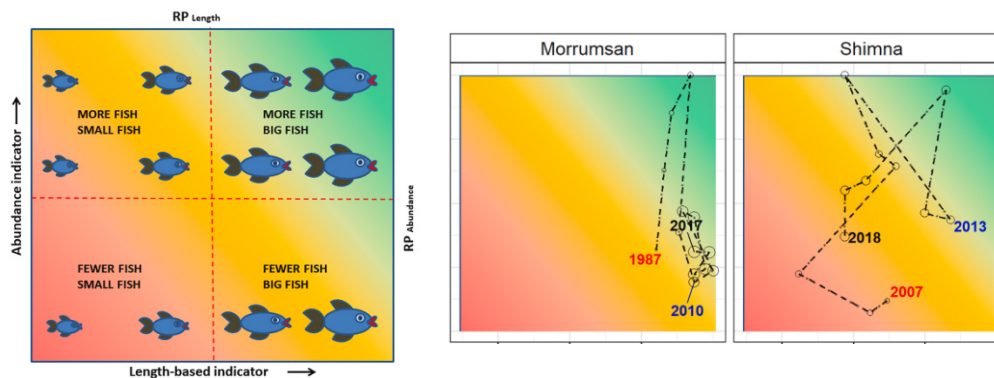 RP Length
MORE FISH
SMALL FISH
MORE FISH
BIG FISH
FEWER FISH
SMALL FISH
FEWER FISH
BIG FISH
Abundance indicator
Length-based indicator
RP Abundance
Morrumsan
2017
1987
2010
Shimna
2013
2018
2007